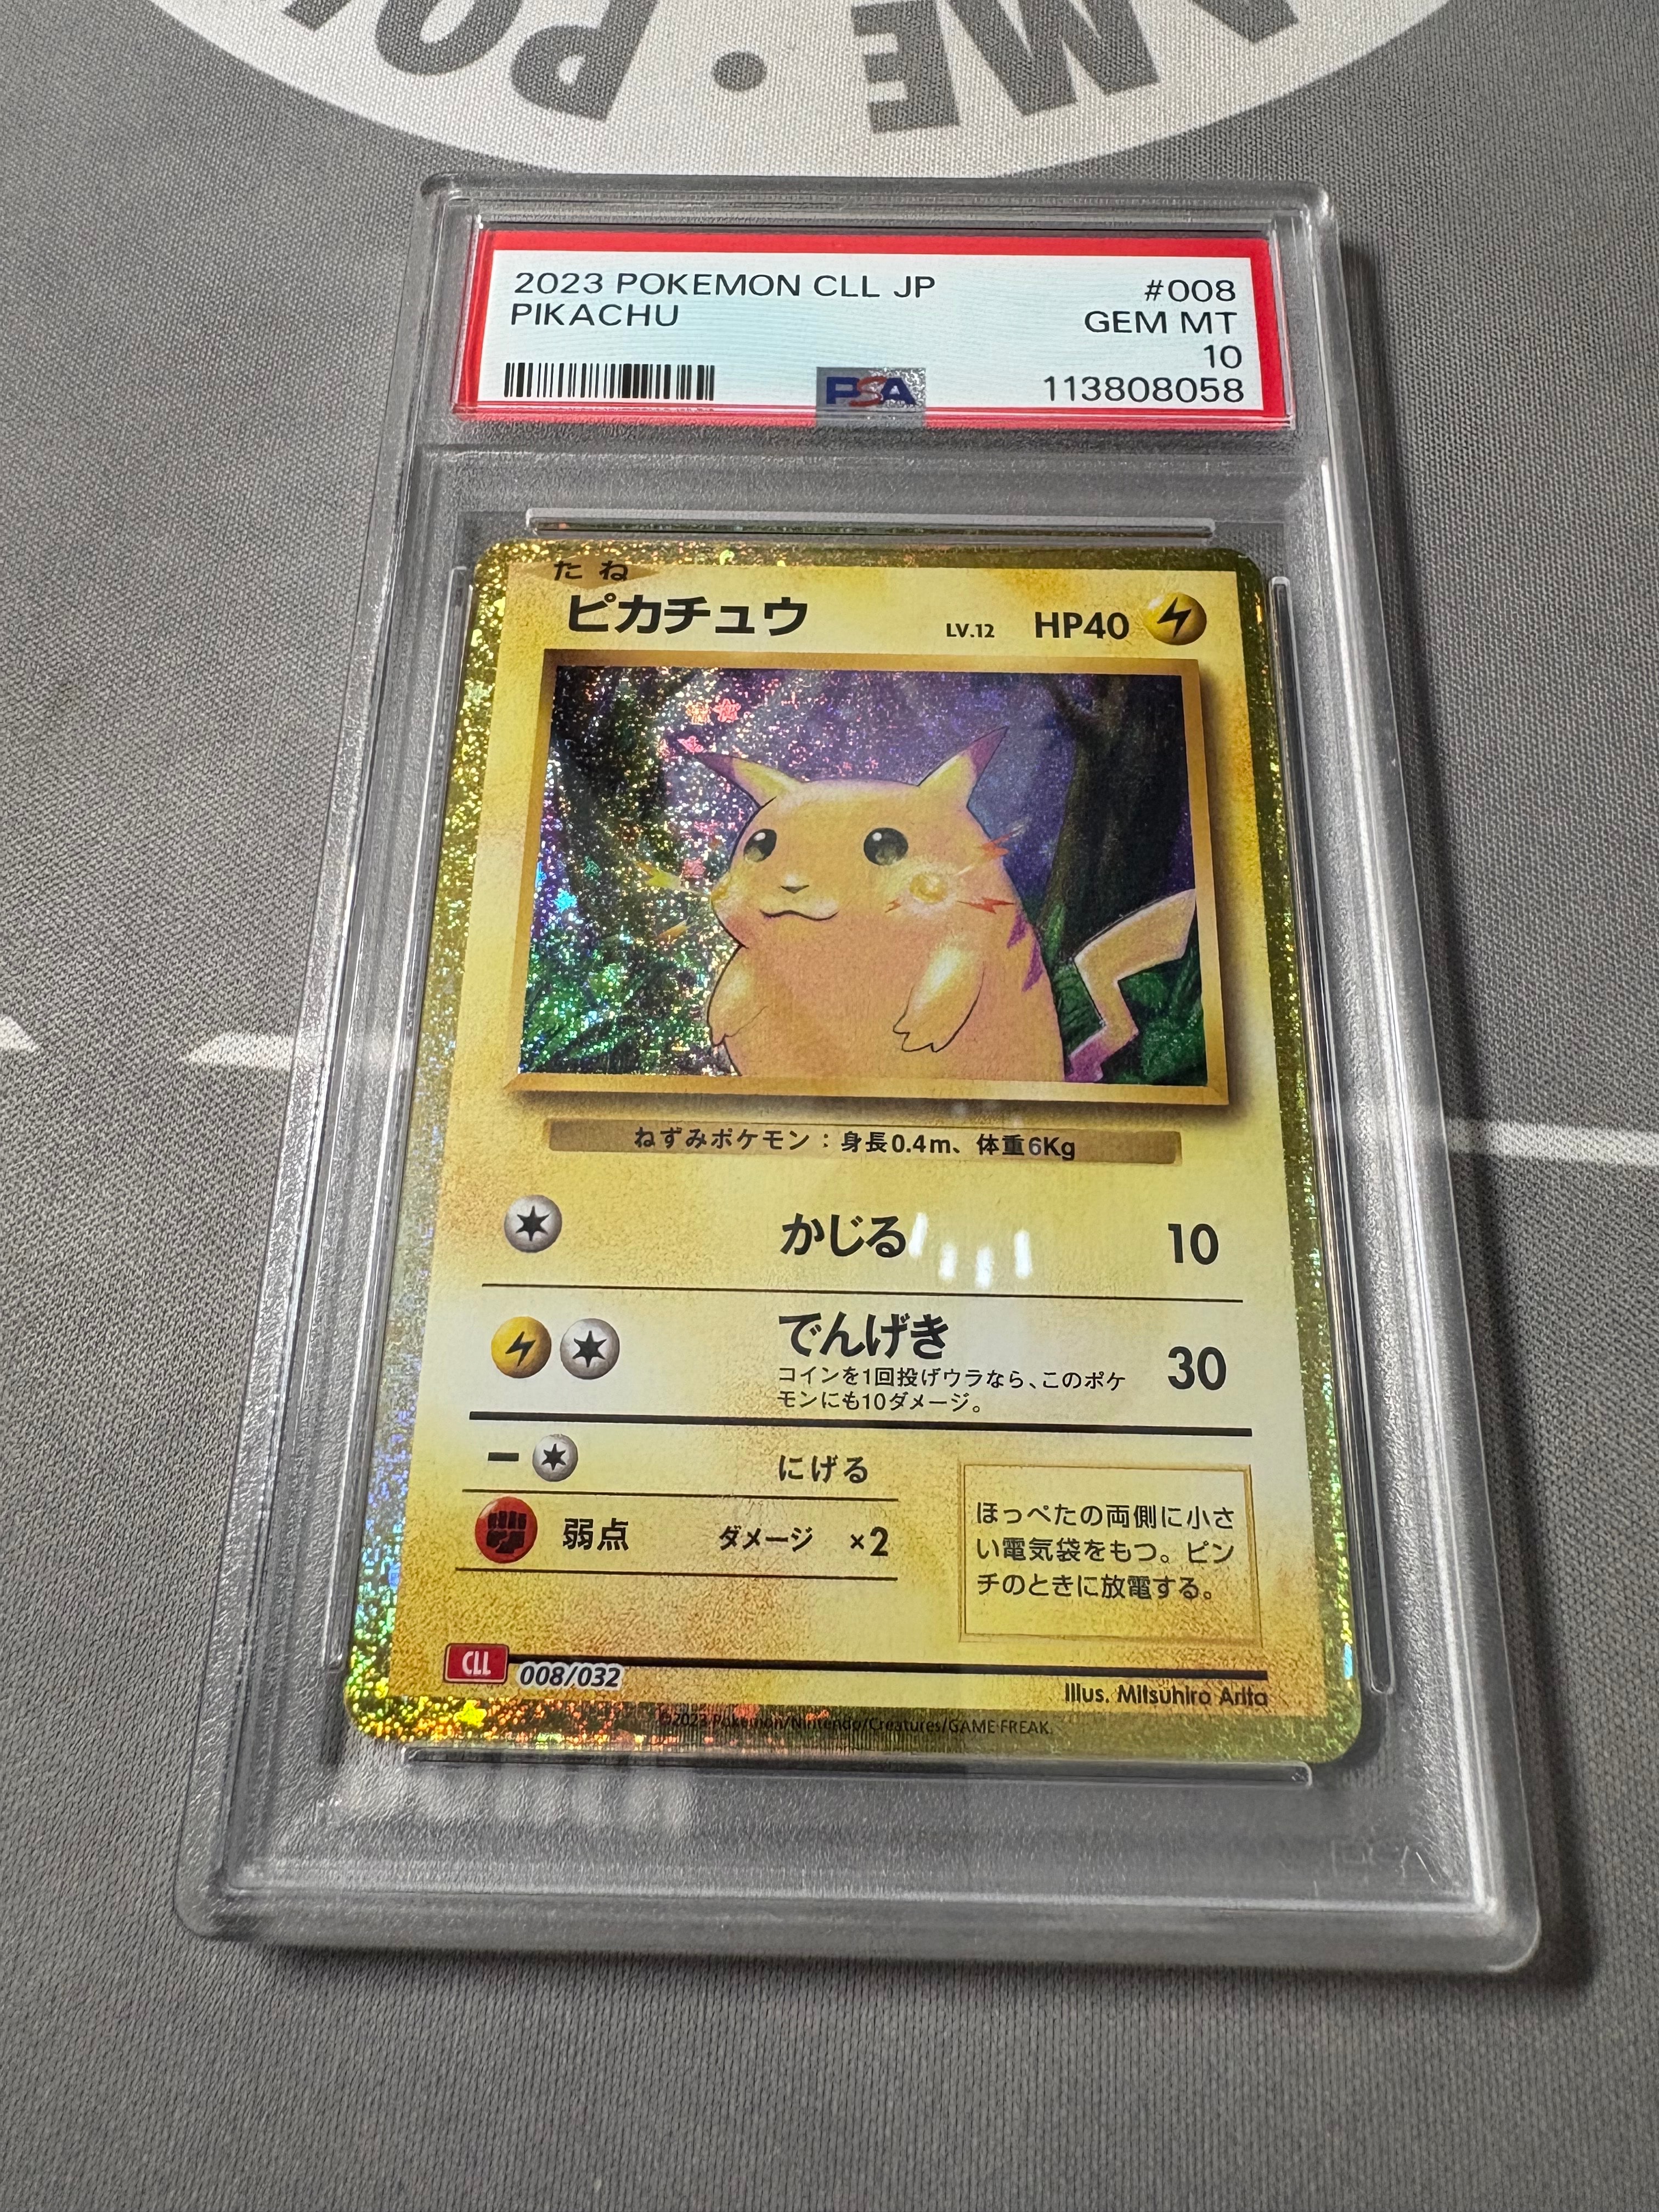 2023 POKEMON CLL JP #008
PIKACHU GEM MT
10
PSA 113808058
たね
ピカチュウ LV.12 HP40
ねずみポケモン：身長0.4m、体重6Kg
かじる 10
でんげき 30
コインを1回投げウラなら、このポケ
モンにも10ダメージ。
にげる
弱点 ダメージ ×2
ほっぺたの両側に小さ
い電気袋をもつ。ピン
チのときに放電する。
CLL 008/032
Illus. Mitsuhiro Arita
©2023 Pokémon/Nintendo/Creatures/GAME FREAK.